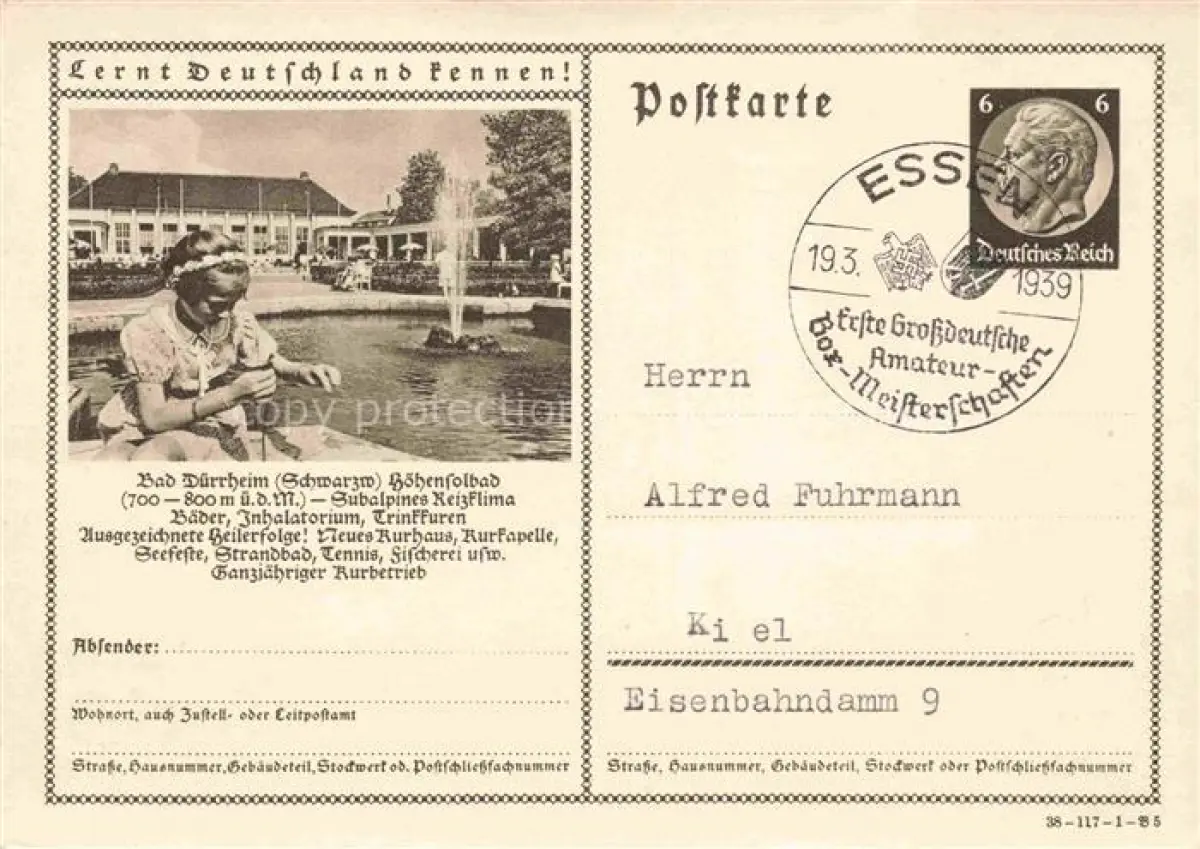 Lernt Deutschland kennen!
Bad Dürrheim (Schwarzw) Höhensolbad
(700 — 800 m ü. d. M.) — Subalpines Reizklima
Bäder, Inhalatorium, Trinkkuren
Ausgezeichnete Heilerfolge! Neues Kurhaus, Kurkapelle,
Seefeste, Strandbad, Tennis, Fischerei usw.
Ganzjähriger Kurbetrieb
Absender:
Wohnort, auch Zustell- oder Leitpostamt
Straße, Hausnummer, Gebäudeteil, Stockwerk od. Postschließfachnummer
Postkarte
6 6
Deutsches Reich
ESSEN
19.3. 1939
Erste Großdeutsche
Amateur-
Box-Meisterschaften
Herrn
Alfred Fuhrmann
Kiel
Eisenbahndamm 9
Straße, Hausnummer, Gebäudeteil, Stockwerk oder Postschließfachnummer
38-117-1-B5
copy protection